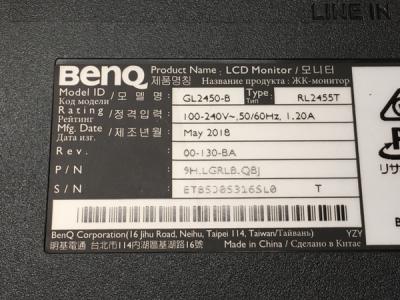 LINE IN
BenQ Product Name : LCD Monitor / 모니터
제품명칭 Название продукта : ЖК-монитор
Model ID / 모 델 명 GL2450-B Type RL2455T
Код модели Тип
Rating / 정격입력 100-240V~,50/60Hz, 1.20A
Рейтинг
Mfg. Date / 제조년월 May 2018
Дата изг.
Rev. 00-130-BA
P / N 9H.LGRLB.QBJ
S / N T
BenQ Corporation(16 Jihu Road, Neihu, Taipei 114, Taiwan/Тайвань) YZY
明基電通 台北市114內湖區基湖路16號 Made in China / Сделано в Китае